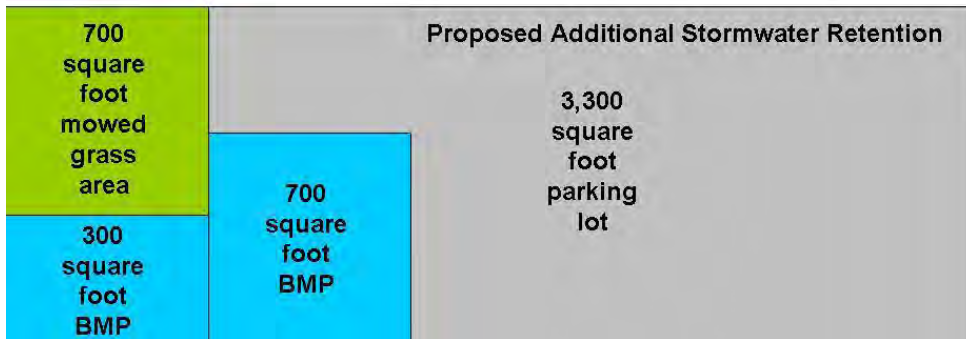 Proposed Additional Stormwater Retention
700
square
foot
mowed
grass
area
300
square
foot
BMP
700
square
foot
BMP
3,300
square
foot
parking
lot